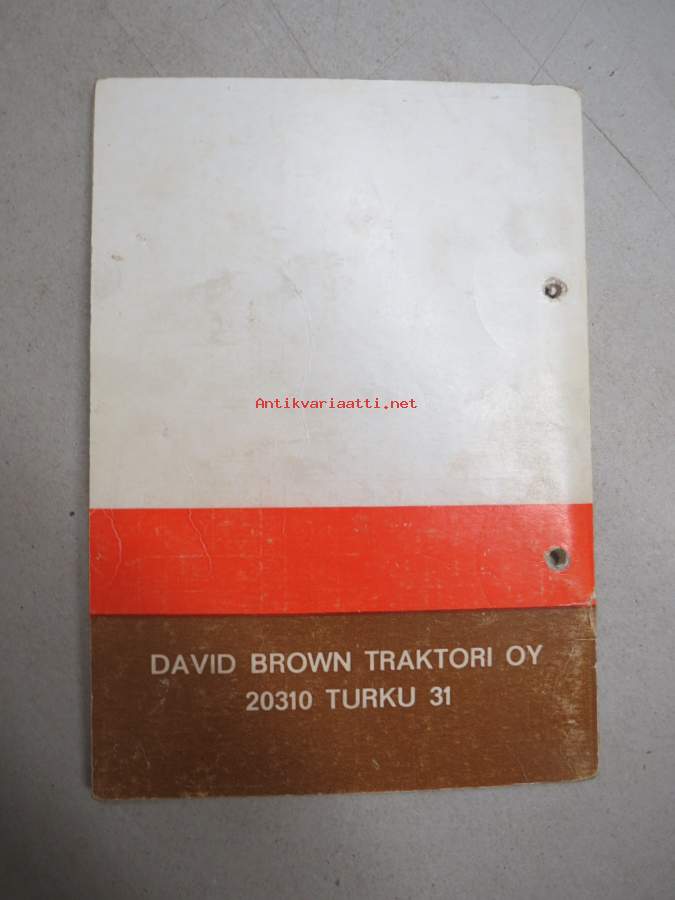 Antikvariaatti.net
DAVID BROWN TRAKTORI OY
20310 TURKU 31